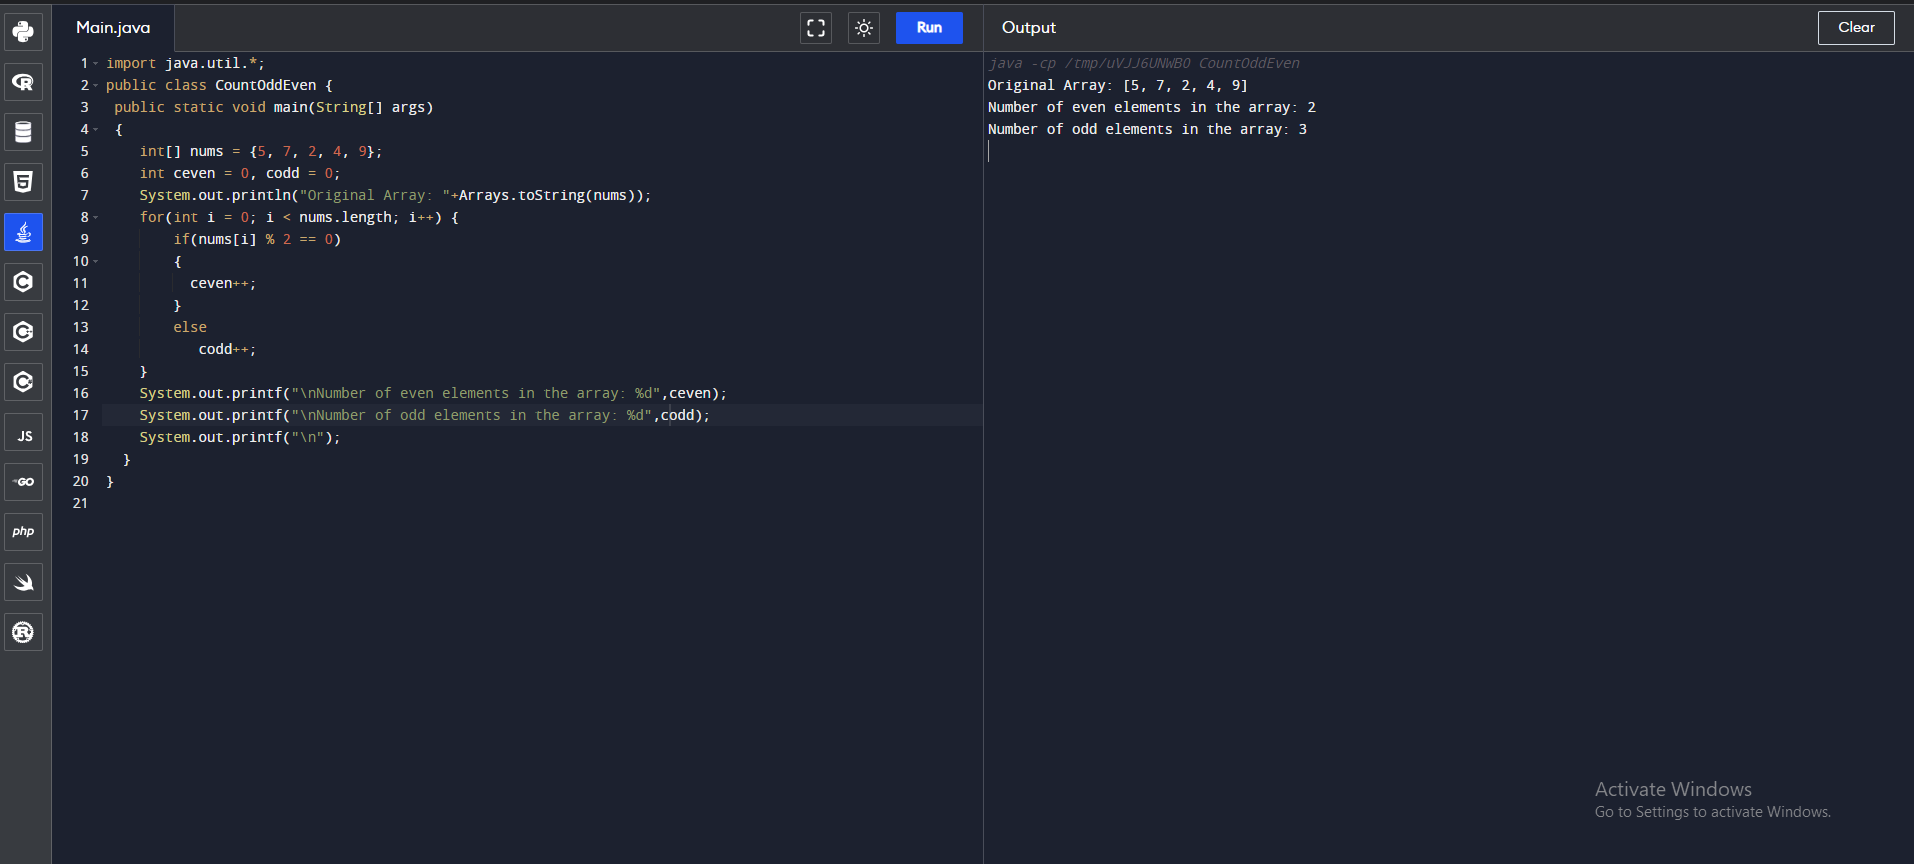 Main.java
Run
Output
Clear
1 import java.util.*;
2 public class CountOddEven {
3 public static void main(String[] args)
4 {
5 int[] nums = {5, 7, 2, 4, 9};
6 int ceven = 0, codd = 0;
7 System.out.println("Original Array: "+Arrays.toString(nums));
8 for(int i = 0; i < nums.length; i++) {
9 if(nums[i] % 2 == 0)
10 {
11 ceven++;
12 }
13 else
14 codd++;
15 }
16 System.out.printf("\nNumber of even elements in the array: %d",ceven);
17 System.out.printf("\nNumber of odd elements in the array: %d",codd);
18 System.out.printf("\n");
19 }
20 }
21
java -cp /tmp/uVJJ6UNWB0 CountOddEven
Original Array: [5, 7, 2, 4, 9]
Number of even elements in the array: 2
Number of odd elements in the array: 3
R
5
C
C
C
JS
GO
php
R
Activate Windows
Go to Settings to activate Windows.